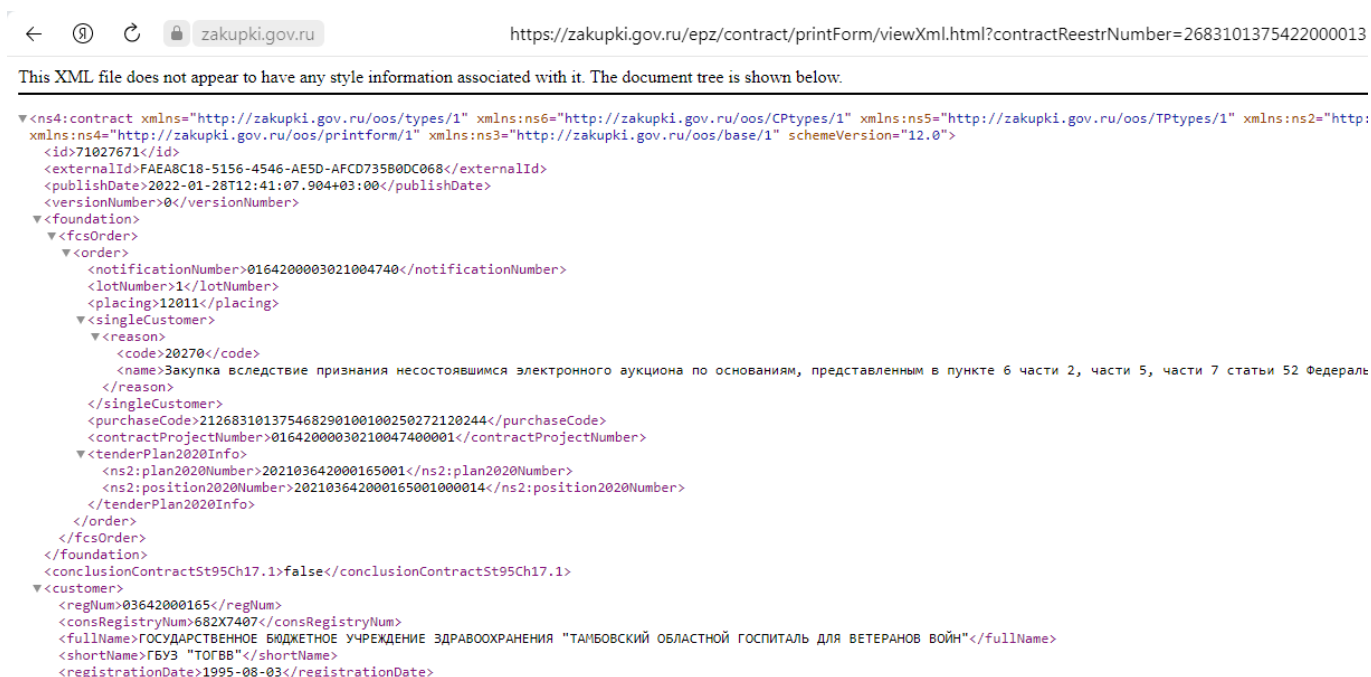 zakupki.gov.ru https://zakupki.gov.ru/epz/contract/printForm/viewXml.html?contractReestrNumber=2683101375422000013
This XML file does not appear to have any style information associated with it. The document tree is shown below.
▼<ns4:contract xmlns="http://zakupki.gov.ru/oos/types/1" xmlns:ns6="http://zakupki.gov.ru/oos/CPtypes/1" xmlns:ns5="http://zakupki.gov.ru/oos/TPtypes/1" xmlns:ns2="http:
xmlns:ns4="http://zakupki.gov.ru/oos/printform/1" xmlns:ns3="http://zakupki.gov.ru/oos/base/1" schemeVersion="12.0">
<id>71027671</id>
<externalId>FAEA8C18-5156-4546-AE5D-AFCD735B0DC068</externalId>
<publishDate>2022-01-28T12:41:07.904+03:00</publishDate>
<versionNumber>0</versionNumber>
▼<foundation>
▼<fcsOrder>
▼<order>
<notificationNumber>0164200003021004740</notificationNumber>
<lotNumber>1</lotNumber>
<placing>12011</placing>
▼<singleCustomer>
▼<reason>
<code>20270</code>
<name>Закупка вследствие признания несостоявшимся электронного аукциона по основаниям, представленным в пункте 6 части 2, части 5, части 7 статьи 52 Федераль
</reason>
</singleCustomer>
<purchaseCode>212683101375468290100100250272120244</purchaseCode>
<contractProjectNumber>01642000030210047400001</contractProjectNumber>
▼<tenderPlan2020Info>
<ns2:plan2020Number>202103642000165001</ns2:plan2020Number>
<ns2:position2020Number>202103642000165001000014</ns2:position2020Number>
</tenderPlan2020Info>
</order>
</fcsOrder>
</foundation>
<conclusionContractSt95Ch17.1>false</conclusionContractSt95Ch17.1>
▼<customer>
<regNum>03642000165</regNum>
<consRegistryNum>682X7407</consRegistryNum>
<fullName>ГОСУДАРСТВЕННОЕ БЮДЖЕТНОЕ УЧРЕЖДЕНИЕ ЗДРАВООХРАНЕНИЯ "ТАМБОВСКИЙ ОБЛАСТНОЙ ГОСПИТАЛЬ ДЛЯ ВЕТЕРАНОВ ВОЙН"</fullName>
<shortName>ГБУЗ "ТОГВВ"</shortName>
<registrationDate>1995-08-03</registrationDate>